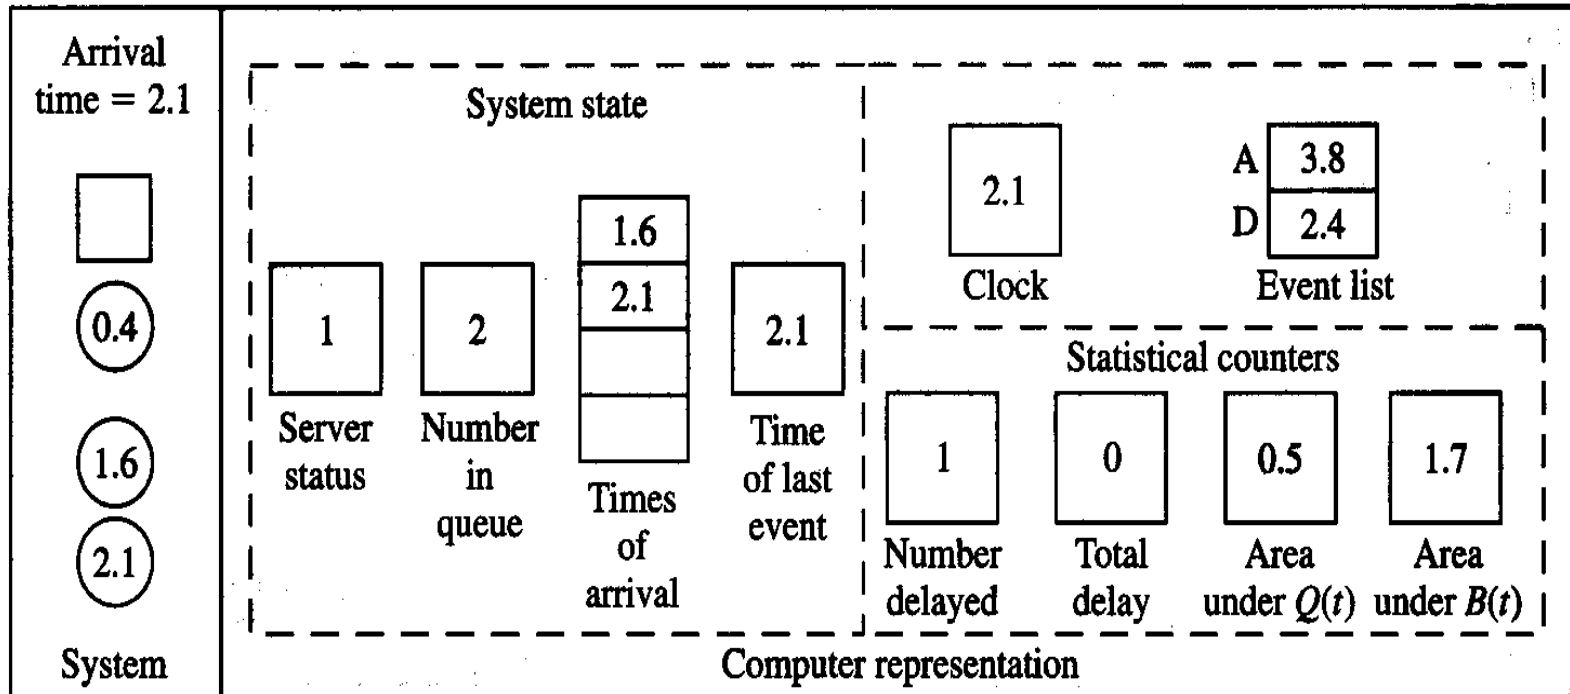 Arrival
time = 2.1
0.4
1.6
2.1
System
System state
1
Server
status
2
Number
in
queue
1.6
2.1
Times
of
arrival
2.1
Time
of last
event
2.1
Clock
A 3.8
D 2.4
Event list
Statistical counters
1
Number
delayed
0
Total
delay
0.5
Area
under Q(t)
1.7
Area
under B(t)
Computer representation